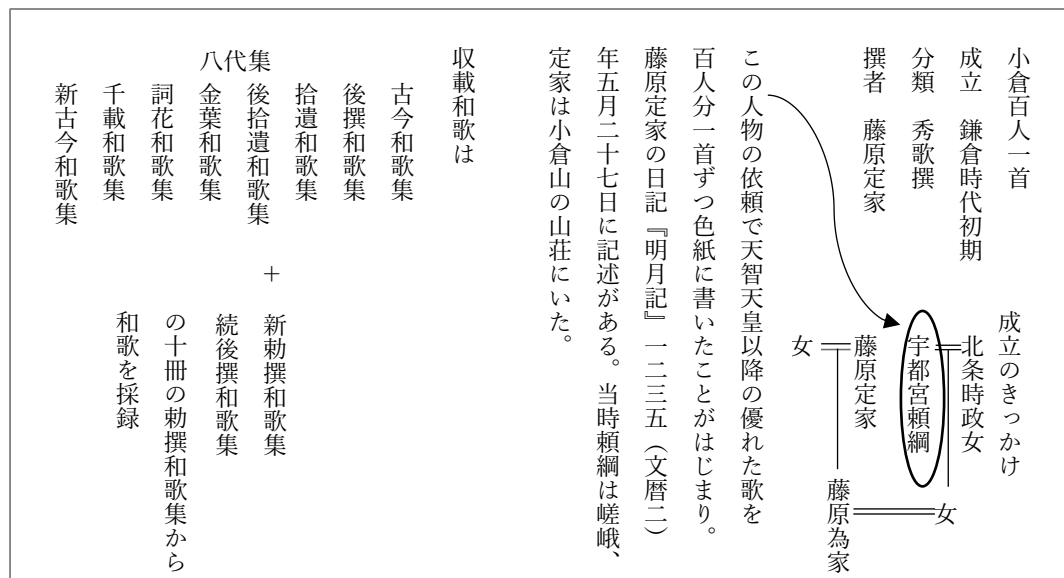 小倉百人一首
成立　鎌倉時代初期
分類　秀歌撰
撰者　藤原定家
成立のきっかけ
北条時政女
宇都宮頼綱
女
藤原定家
女
藤原為家
この人物の依頼で天智天皇以降の優れた歌を
百人分一首ずつ色紙に書いたことがはじまり。
藤原定家の日記『明月記』一二三五（文暦二）
年五月二十七日に記述がある。当時頼綱は嵯峨、
定家は小倉山の山荘にいた。
収載和歌は
古今和歌集
後撰和歌集
拾遺和歌集
八代集
後拾遺和歌集
金葉和歌集
詞花和歌集
千載和歌集
新古今和歌集
＋
新勅撰和歌集
続後撰和歌集
の十冊の勅撰和歌集から
和歌を採録